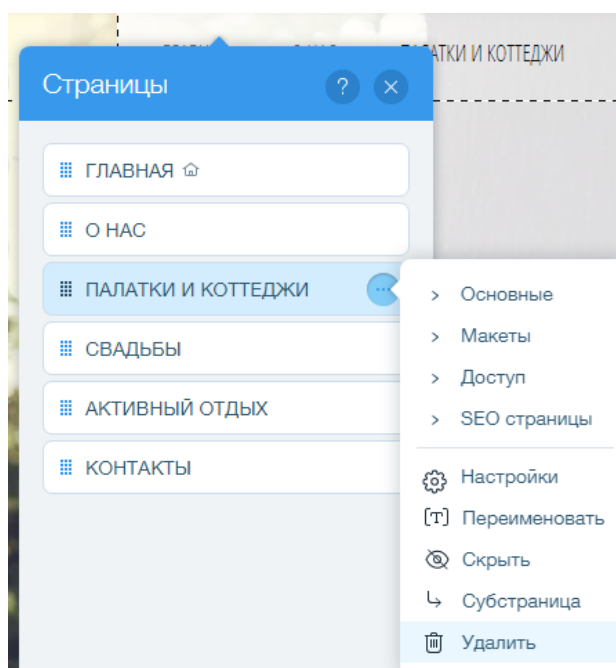 ПАЛАТКИ И КОТТЕДЖИ
Страницы
?
ГЛАВНАЯ
О НАС
ПАЛАТКИ И КОТТЕДЖИ
СВАДЬБЫ
АКТИВНЫЙ ОТДЫХ
КОНТАКТЫ
Основные
Макеты
Доступ
SEO страницы
Настройки
[T] Переименовать
Скрыть
Субстраница
Удалить